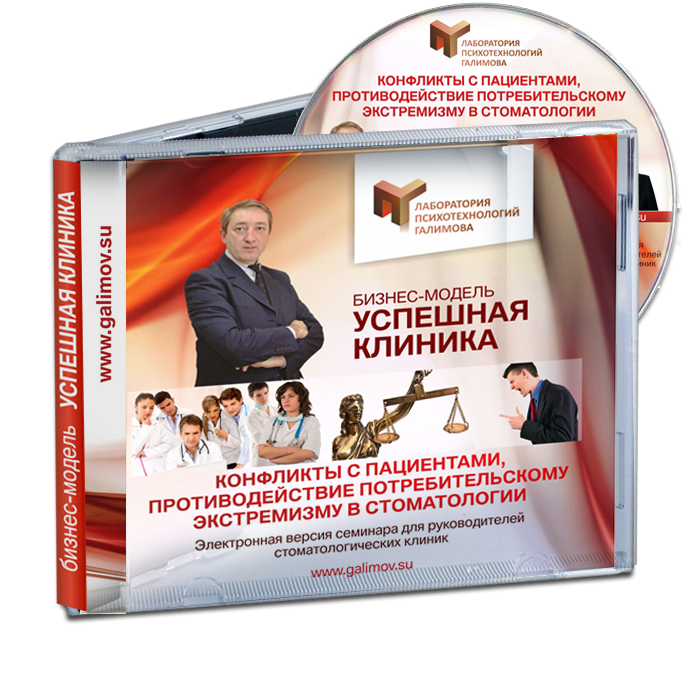 ЛАБОРАТОРИЯ
ПСИХОТЕХНОЛОГИЙ
ГАЛИМОВА
КОНФЛИКТЫ С ПАЦИЕНТАМИ,
ПРОТИВОДЕЙСТВИЕ ПОТРЕБИТЕЛЬСКОМУ
ЭКСТРЕМИЗМУ В СТОМАТОЛОГИИ
бизнес-модель УСПЕШНАЯ КЛИНИКА
www.galimov.su
ЛАБОРАТОРИЯ
ПСИХОТЕХНОЛОГИЙ
ГАЛИМОВА
БИЗНЕС-МОДЕЛЬ
УСПЕШНАЯ
КЛИНИКА
КОНФЛИКТЫ С ПАЦИЕНТАМИ,
ПРОТИВОДЕЙСТВИЕ ПОТРЕБИТЕЛЬСКОМУ
ЭКСТРЕМИЗМУ В СТОМАТОЛОГИИ
Электронная версия семинара для руководителей
стоматологических клиник
www.galimov.su